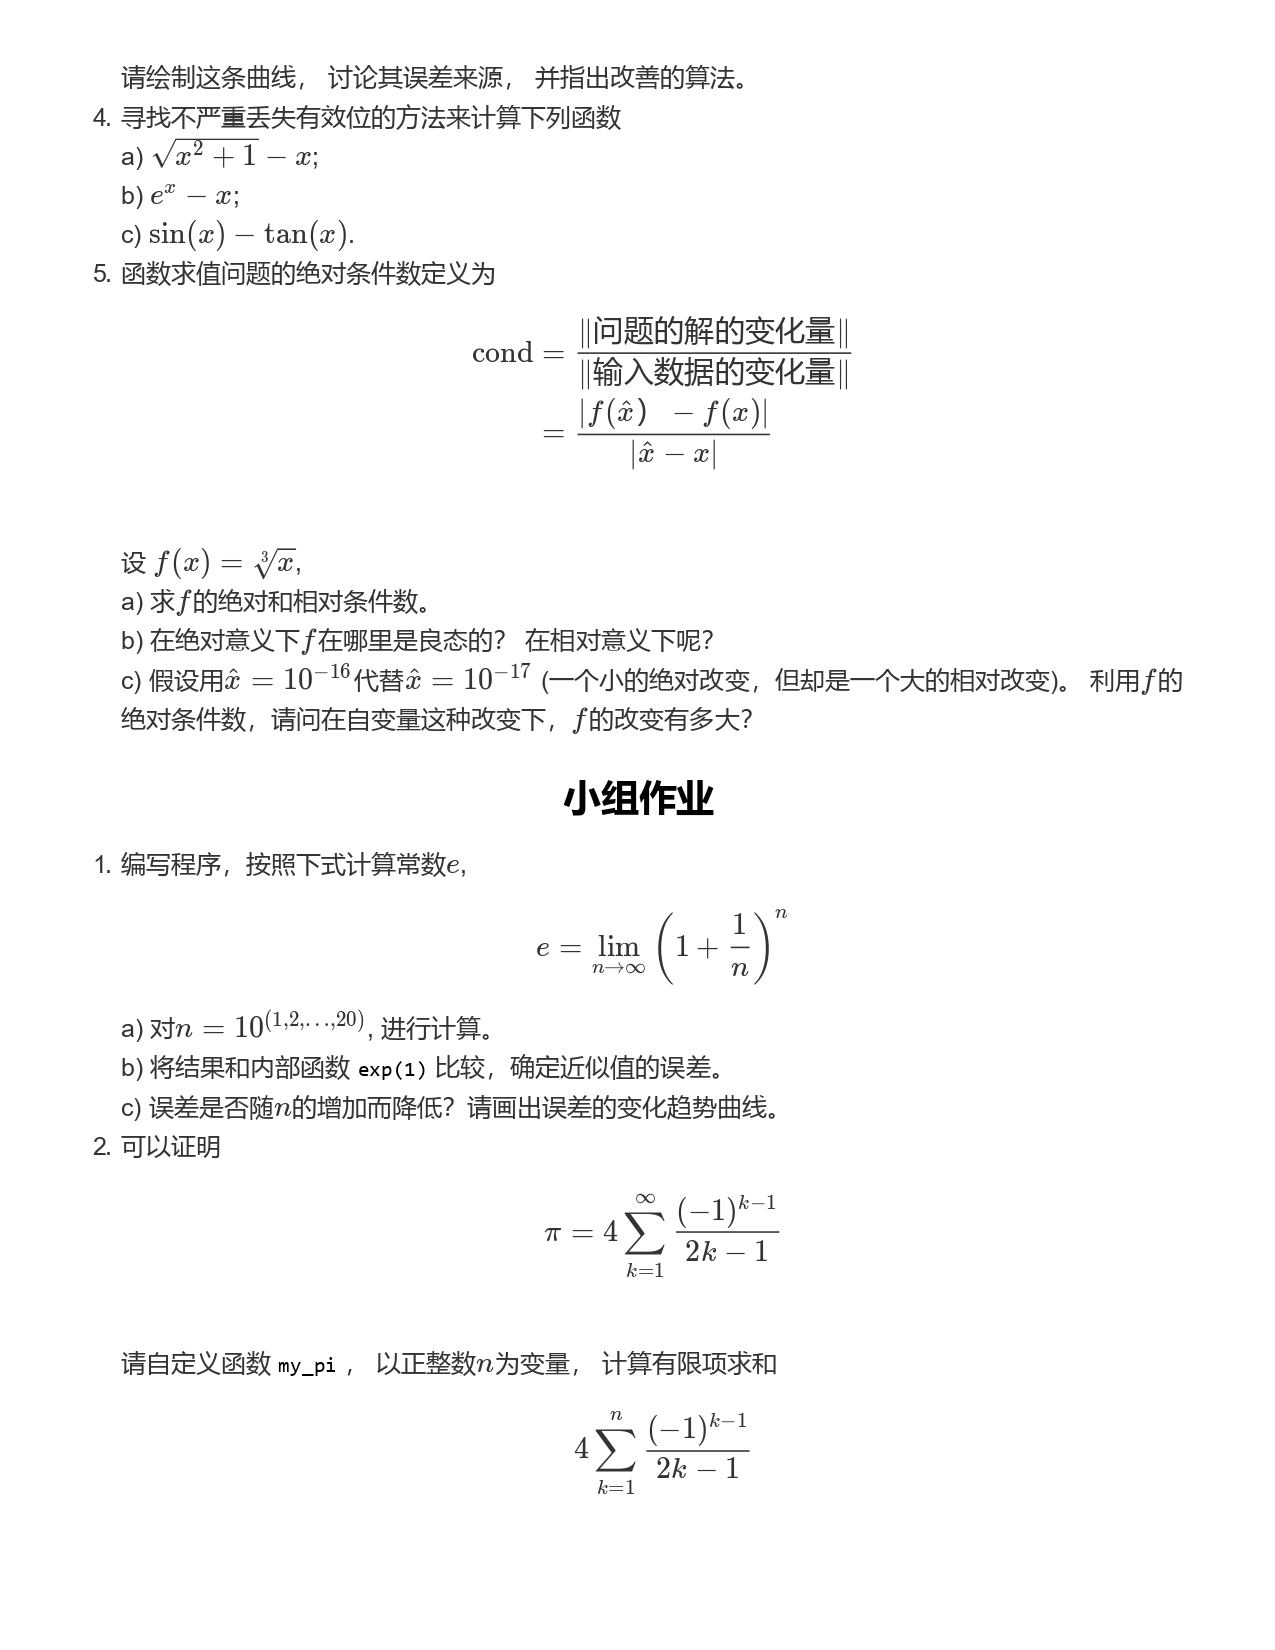 请绘制这条曲线， 讨论其误差来源， 并指出改善的算法。
4. 寻找不严重丢失有效位的方法来计算下列函数
a) $\sqrt{x^2+1}-x$;
b) $e^x-x$;
c) $\sin(x)-\tan(x)$.
5. 函数求值问题的绝对条件数定义为
$\mathrm{cond}=\frac{\|问题的解的变化量\|}{\|输入数据的变化量\|}$
$=\frac{|f(\hat{x}）-f(x)|}{|\hat{x}-x|}$
设 $f(x)=\sqrt[3]{x}$,
a) 求$f$的绝对和相对条件数。
b) 在绝对意义下$f$在哪里是良态的？ 在相对意义下呢？
c) 假设用$\hat{x}=10^{-16}$代替$\hat{x}=10^{-17}$ (一个小的绝对改变，但却是一个大的相对改变)。 利用$f$的
绝对条件数，请问在自变量这种改变下，$f$的改变有多大？
小组作业
1. 编写程序，按照下式计算常数$e$,
$e=\lim_{n\to\infty}\left(1+\frac{1}{n}\right)^n$
a) 对$n=10^{(1,2,\ldots,20)}$, 进行计算。
b) 将结果和内部函数 exp(1) 比较，确定近似值的误差。
c) 误差是否随$n$的增加而降低？请画出误差的变化趋势曲线。
2. 可以证明
$\pi=4\sum_{k=1}^{\infty}\frac{(-1)^{k-1}}{2k-1}$
请自定义函数 my_pi ， 以正整数$n$为变量， 计算有限项求和
$4\sum_{k=1}^{n}\frac{(-1)^{k-1}}{2k-1}$